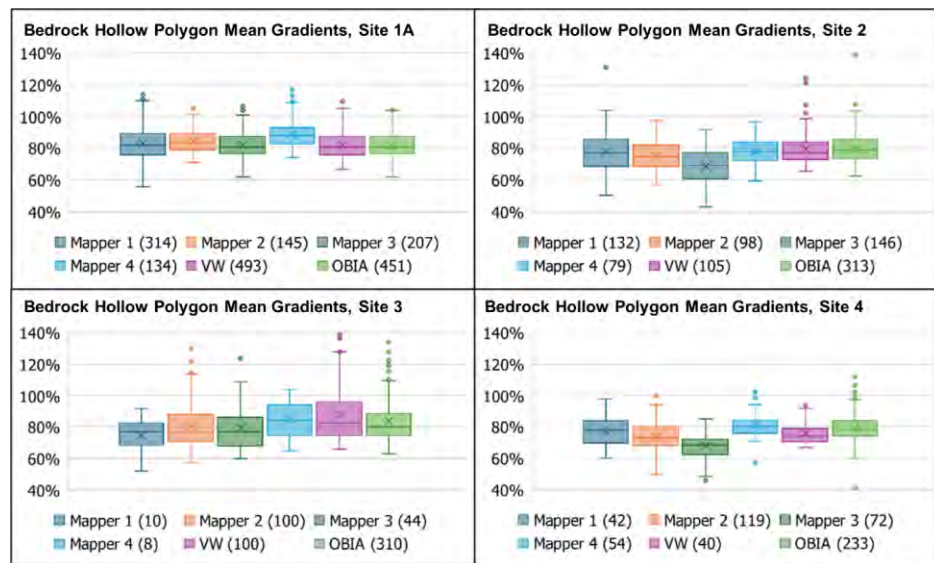 Bedrock Hollow Polygon Mean Gradients, Site 1A
140%
120%
100%
80%
60%
40%
Mapper 1 (314) Mapper 2 (145) Mapper 3 (207)
Mapper 4 (134) VW (493) OBIA (451)
Bedrock Hollow Polygon Mean Gradients, Site 2
140%
120%
100%
80%
60%
40%
Mapper 1 (132) Mapper 2 (98) Mapper 3 (146)
Mapper 4 (79) VW (105) OBIA (313)
Bedrock Hollow Polygon Mean Gradients, Site 3
140%
120%
100%
80%
60%
40%
Mapper 1 (10) Mapper 2 (100) Mapper 3 (44)
Mapper 4 (8) VW (100) OBIA (310)
Bedrock Hollow Polygon Mean Gradients, Site 4
140%
120%
100%
80%
60%
40%
Mapper 1 (42) Mapper 2 (119) Mapper 3 (72)
Mapper 4 (54) VW (40) OBIA (233)